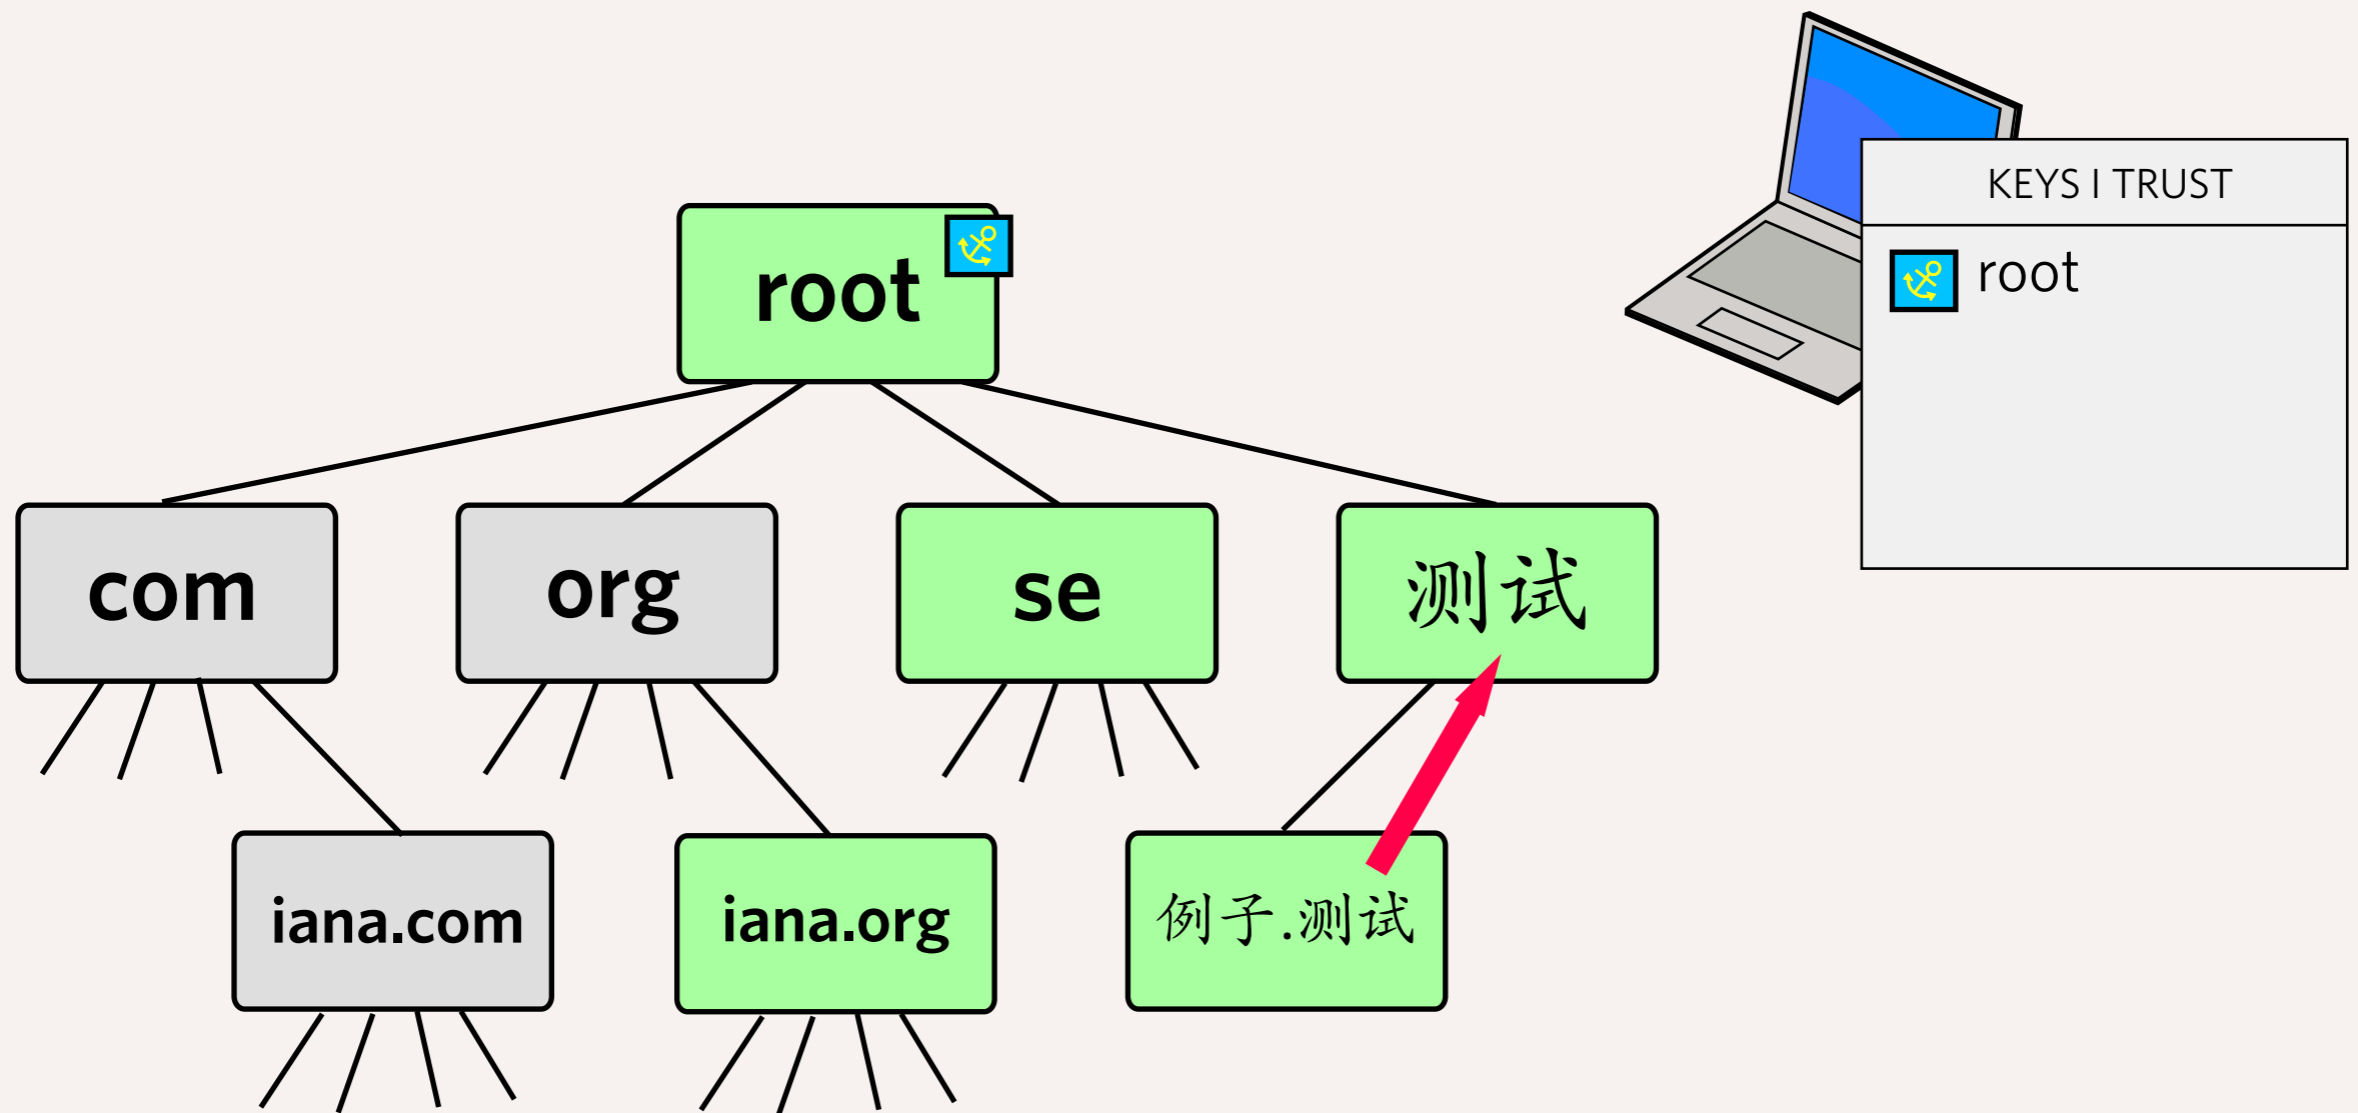 KEYS I TRUST
root
root
com
org
se
测试
iana.com
iana.org
例子.测试